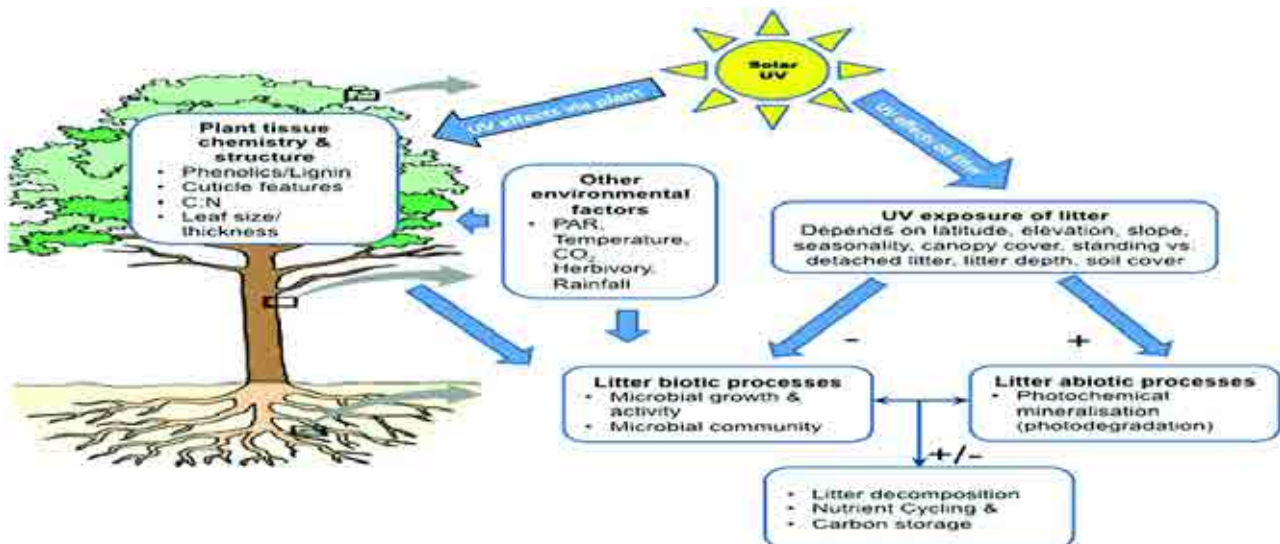 Solar
UV
UV effects via plant
UV effects on litter
Plant tissue
chemistry &
structure
• Phenolics/Lignin
• Cuticle features
• C:N
• Leaf size/
thickness
Other
environmental
factors
• PAR,
Temperature,
CO₂
Herbivory,
Rainfall
UV exposure of litter
Depends on latitude, elevation, slope,
seasonality, canopy cover, standing vs.
detached litter, litter depth, soil cover
-
+
Litter biotic processes
• Microbial growth &
activity
• Microbial community
Litter abiotic processes
• Photochemical
mineralisation
(photodegradation)
+/-
• Litter decomposition
• Nutrient Cycling &
• Carbon storage